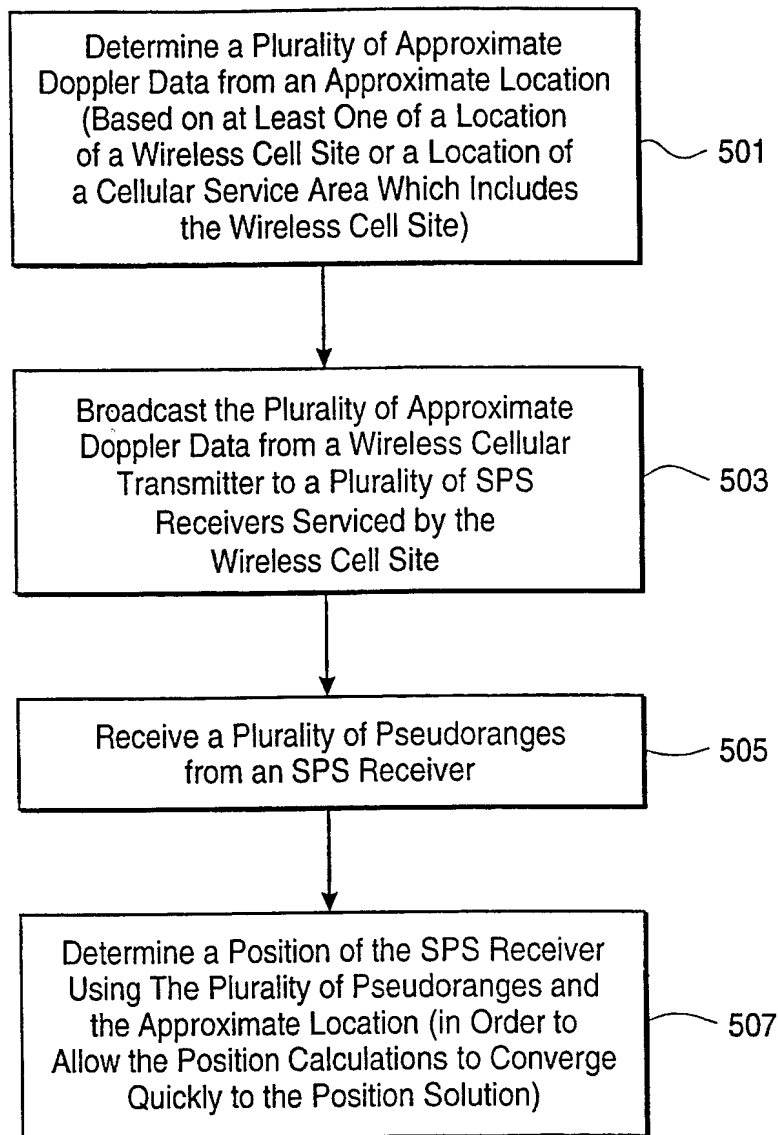 Determine a Plurality of Approximate
Doppler Data from an Approximate Location
(Based on at Least One of a Location
of a Wireless Cell Site or a Location of
a Cellular Service Area Which Includes
the Wireless Cell Site)
501
Broadcast the Plurality of Approximate
Doppler Data from a Wireless Cellular
Transmitter to a Plurality of SPS
Receivers Serviced by the
Wireless Cell Site
503
Receive a Plurality of Pseudoranges
from an SPS Receiver
505
Determine a Position of the SPS Receiver
Using The Plurality of Pseudoranges and
the Approximate Location (in Order to
Allow the Position Calculations to Converge
Quickly to the Position Solution)
507